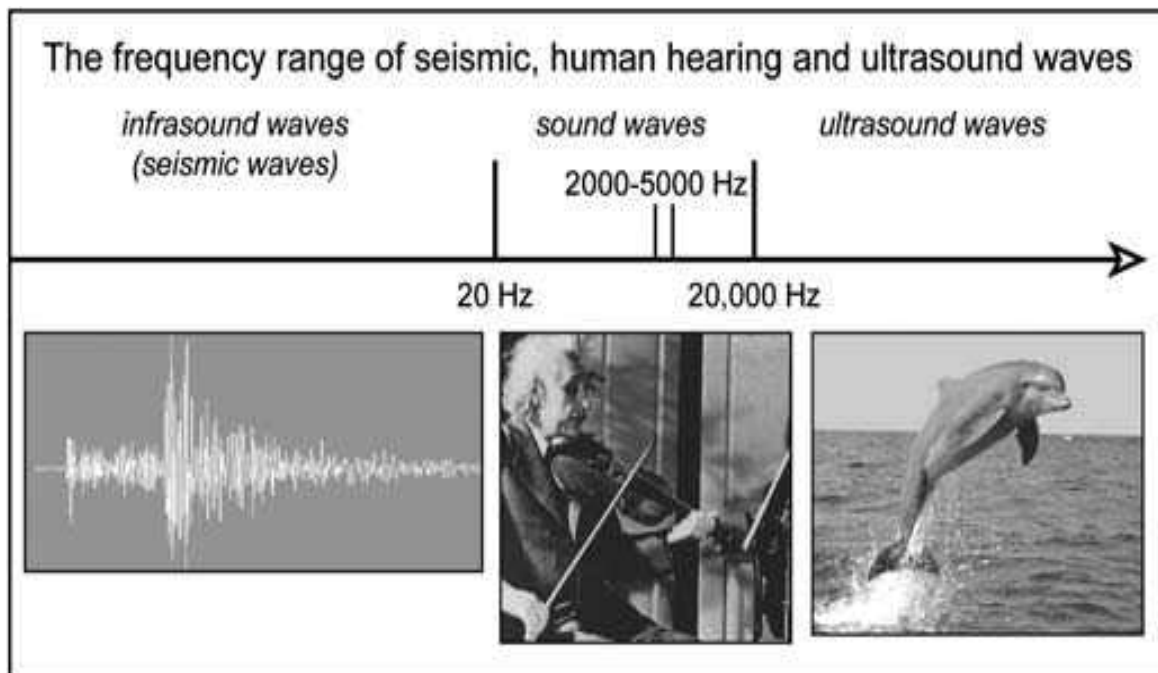 The frequency range of seismic, human hearing and ultrasound waves
infrasound waves
(seismic waves)
sound waves
ultrasound waves
2000-5000 Hz
20 Hz
20,000 Hz